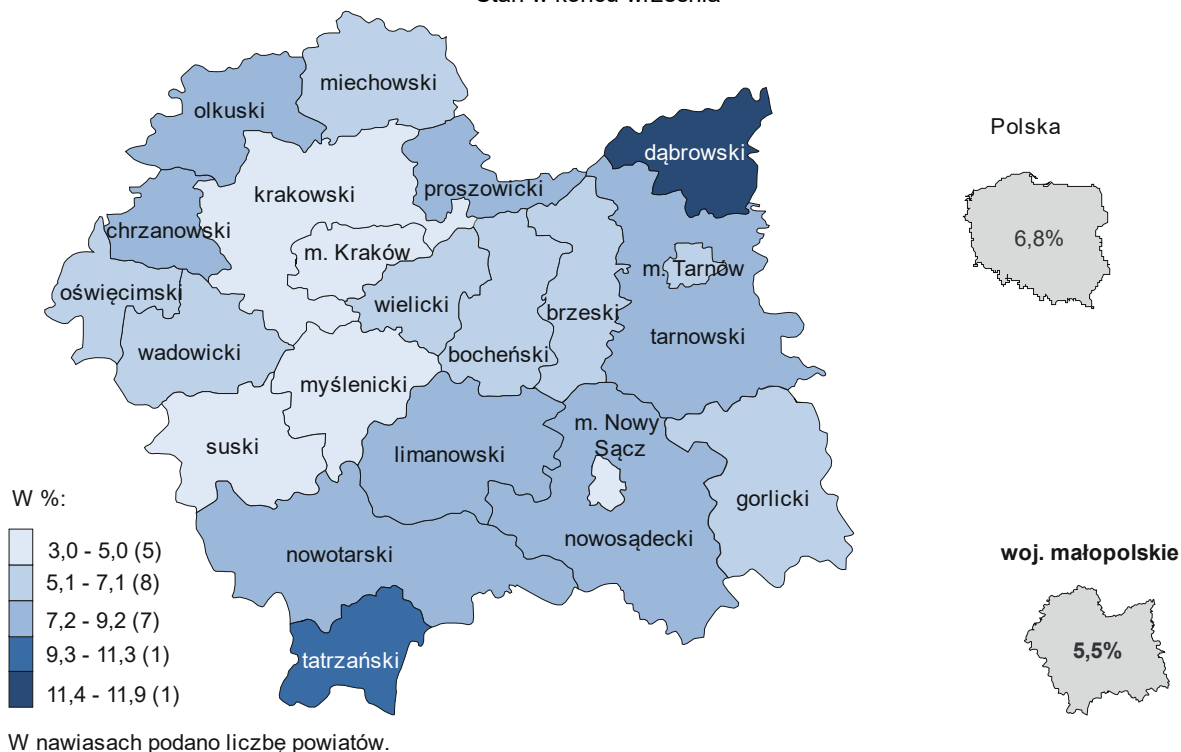 Stan w końcu września
miechowski
olkuski
dąbrowski
Polska
krakowski
proszowicki
chrzanowski
m. Kraków
6,8%
m. Tarnów
oświęcimski
wielicki
brzeski
tarnowski
wadowicki
bocheński
myślenicki
m. Nowy
Sącz
suski
limanowski
gorlicki
W %:
3,0 - 5,0 (5)
5,1 - 7,1 (8)
7,2 - 9,2 (7)
9,3 - 11,3 (1)
11,4 - 11,9 (1)
nowotarski
nowosądecki
woj. małopolskie
5,5%
tatrzański
W nawiasach podano liczbę powiatów.